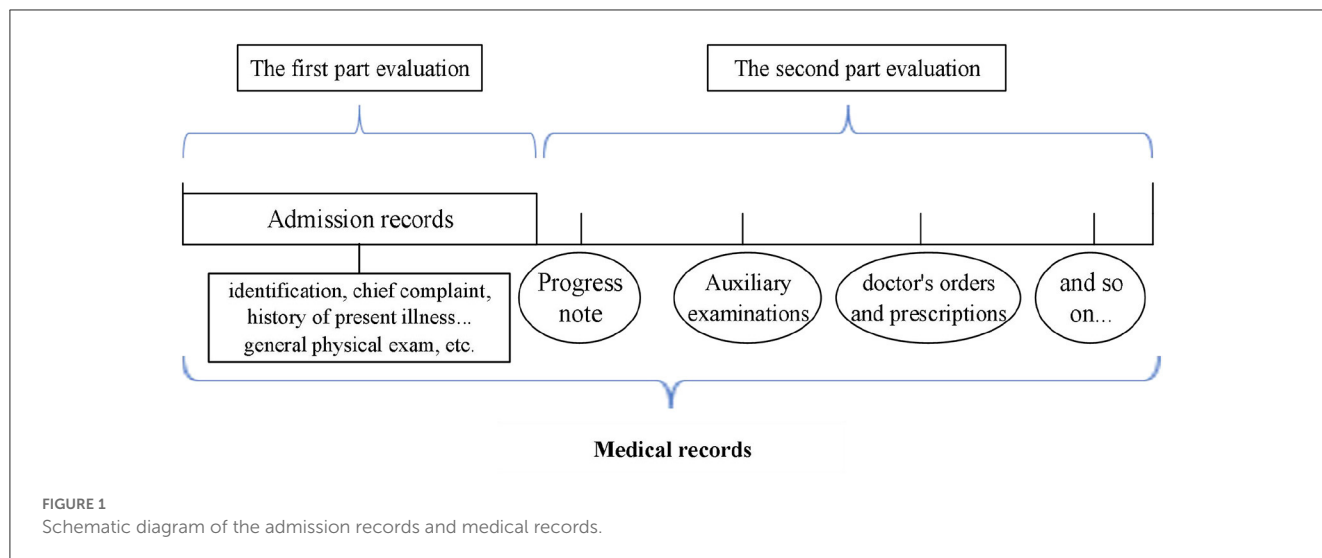 The first part evaluation
The second part evaluation
Admission records
identification, chief complaint,
history of present illness...
general physical exam, etc.
Progress
note
Auxiliary
examinations
doctor's orders
and prescriptions
and so
on...
Medical records
FIGURE 1
Schematic diagram of the admission records and medical records.